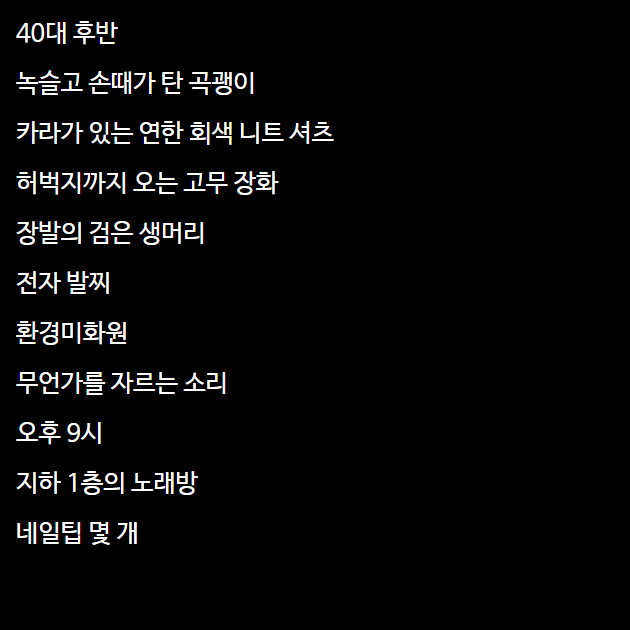 40대 후반
녹슬고 손때가 탄 곡괭이
카라가 있는 연한 회색 니트 셔츠
허벅지까지 오는 고무 장화
장발의 검은 생머리
전자 발찌
환경미화원
무언가를 자르는 소리
오후 9시
지하 1층의 노래방
네일팁 몇 개